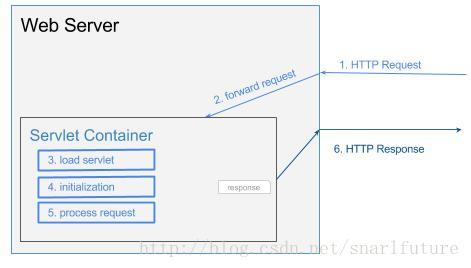 Web Server
1. HTTP Request
2. forward request
Servlet Container
3. load servlet
4. initialization
5. process request
response
6. HTTP Response
http://blog.csdn.net/snarlfuture